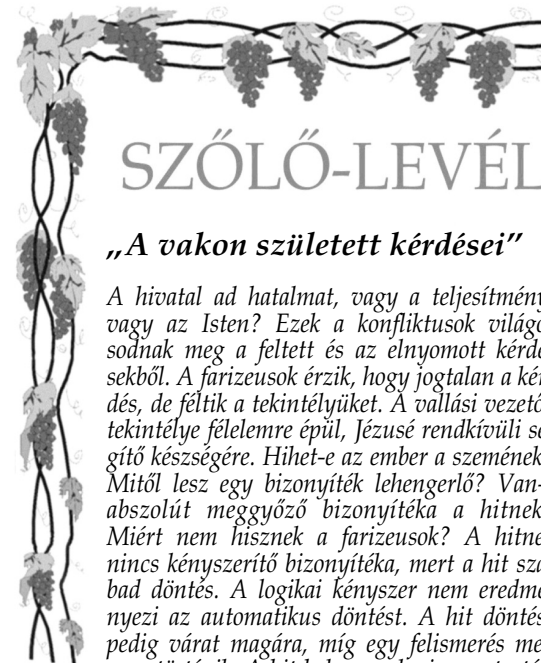 SZŐLŐ-LEVÉL
„A vakon született kérdései”
A hivatal ad hatalmat, vagy a teljesítmény
vagy az Isten? Ezek a konfliktusok világo
sodnak meg a feltett és az elnyomott kérdé
sekből. A farizeusok érzik, hogy jogtalan a kér
dés, de féltik a tekintélyüket. A vallási vezető
tekintélye félelemre épül, Jézusé rendkívüli se
gítő készségére. Hihet-e az ember a szemének
Mitől lesz egy bizonyíték lehengerlő? Van-
abszolút meggyőző bizonyítéka a hitnek
Miért nem hisznek a farizeusok? A hitne
nincs kényszerítő bizonyítéka, mert a hit sza
bad döntés. A logikai kényszer nem eredmé
nyezi az automatikus döntést. A hit döntés
pedig várat magára, míg egy felismerés me